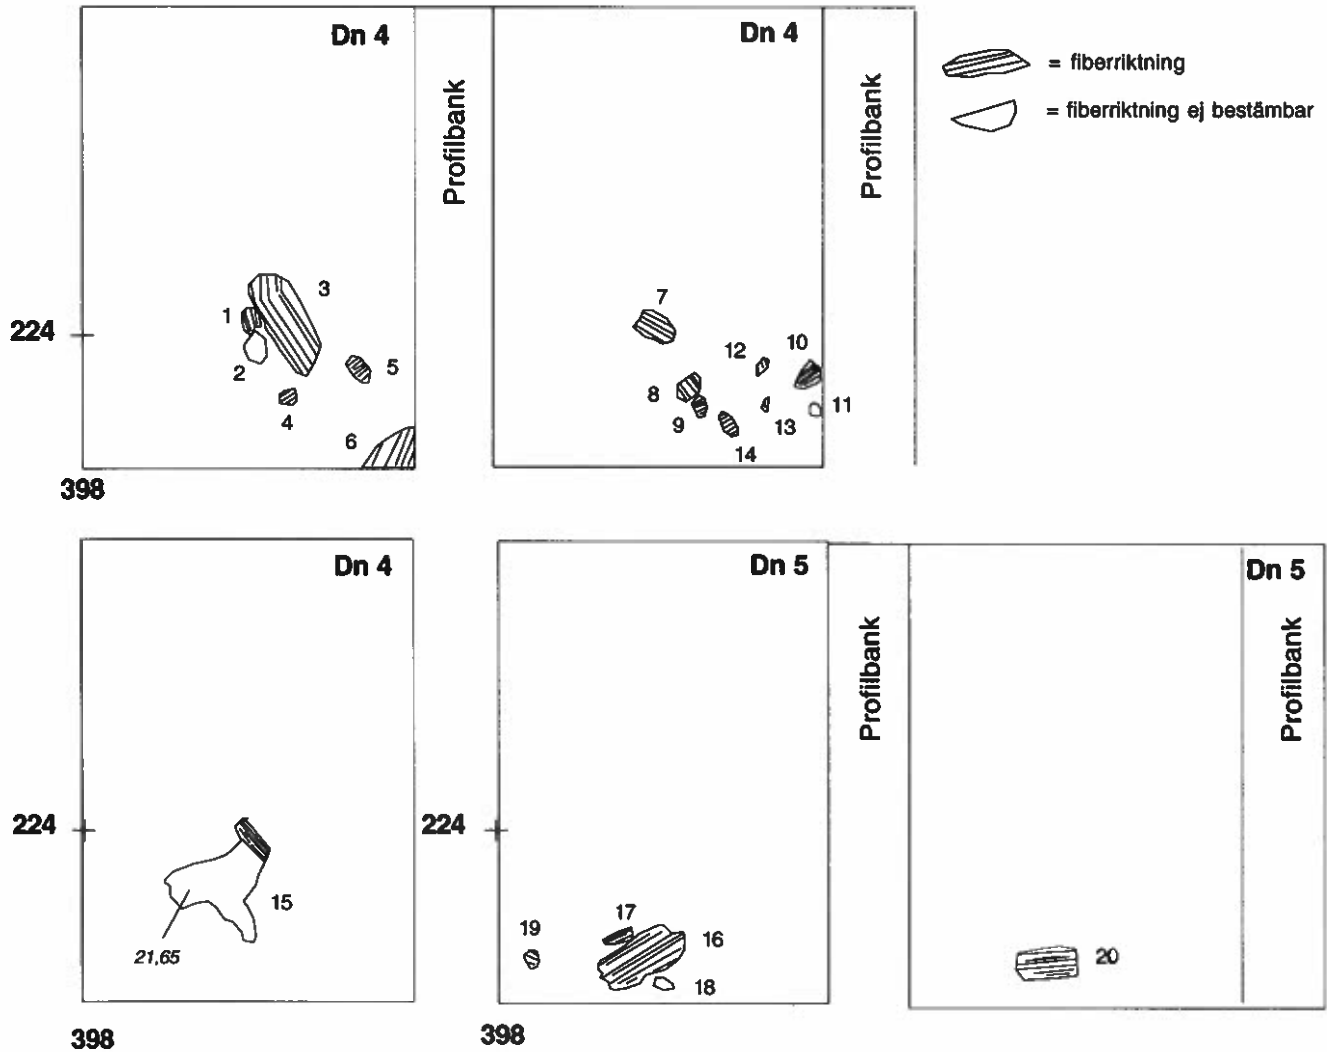 Dn 4
Profilbank
Dn 4
Profilbank
= fiberriktning
= fiberriktning ej bestämbar
224
1
2
3
4
5
6
7
8
9
10
11
12
13
14
398
Dn 4
224
15
21,65
398
Dn 5
224
16
17
18
19
398
Profilbank
Dn 5
20
Profilbank